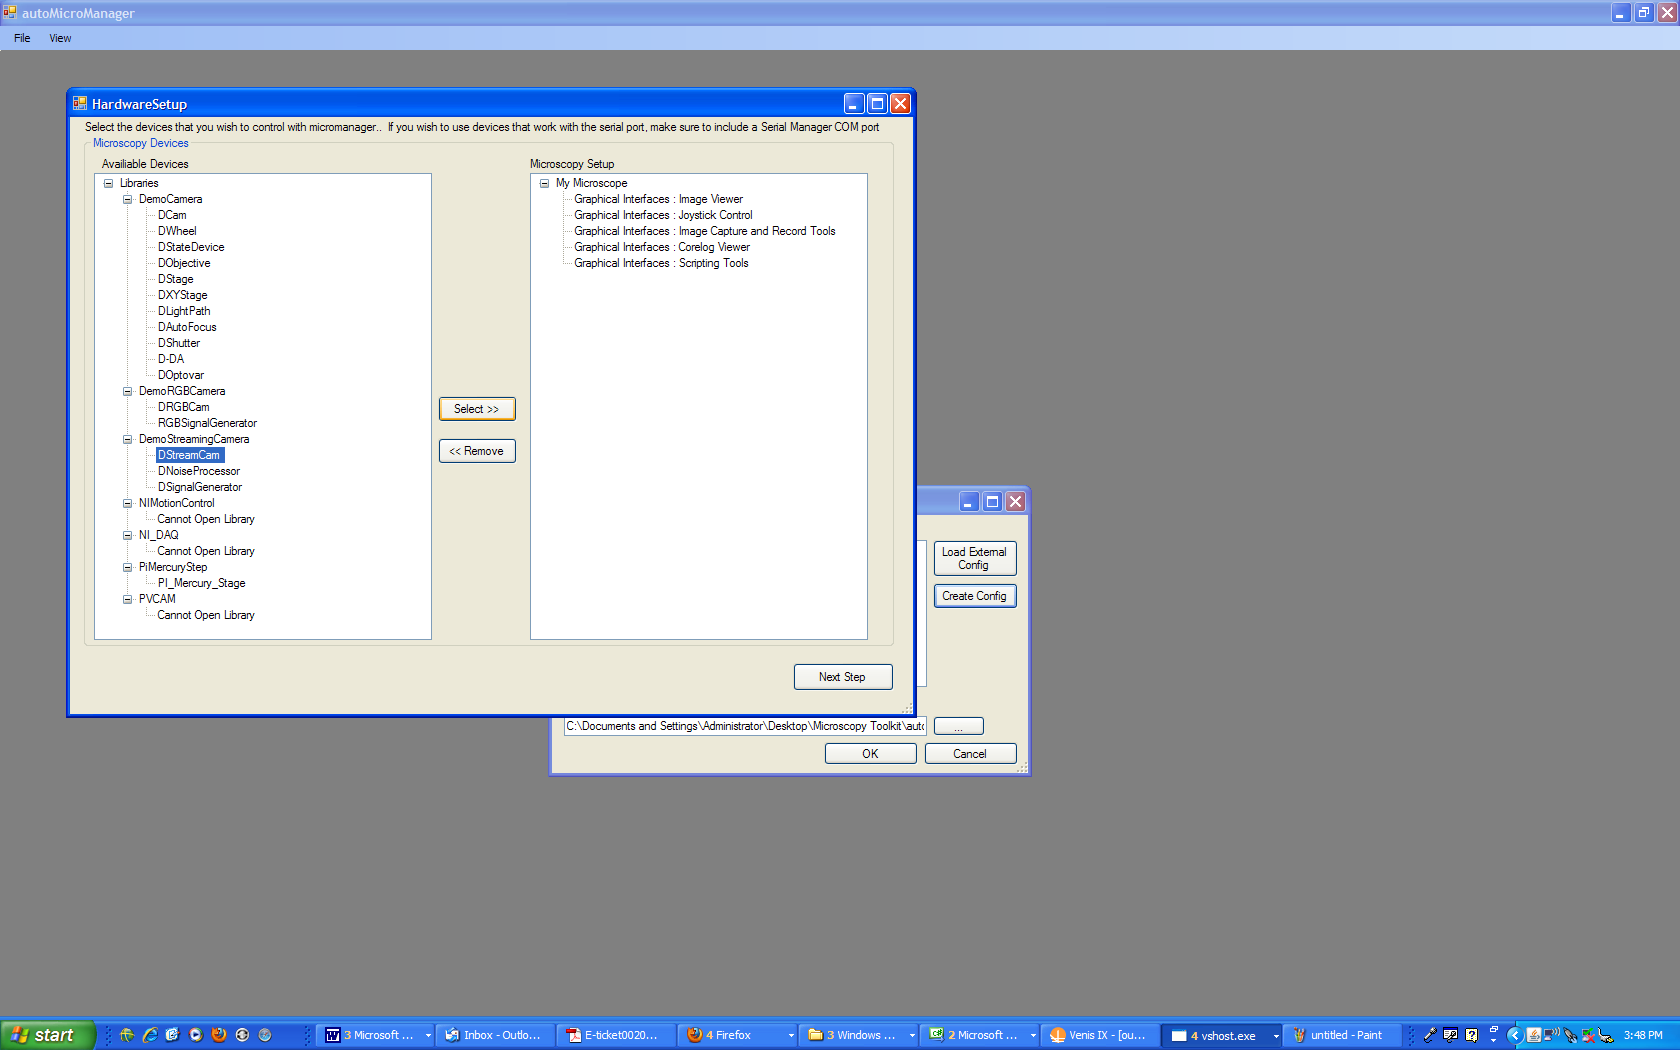 autoMicroManager
File View
HardwareSetup
Select the devices that you wish to control with micromanager.. If you wish to use devices that work with the serial port, make sure to include a Serial Manager COM port
Microscopy Devices
Availiable Devices
Libraries
DemoCamera
DCam
DWheel
DStateDevice
DObjective
DStage
DXYStage
DLightPath
DAutoFocus
DShutter
D-DA
DOptovar
DemoRGBCamera
DRGBCam
RGBSignalGenerator
DemoStreamingCamera
DStreamCam
DNoiseProcessor
DSignalGenerator
NIMotionControl
Cannot Open Library
NI_DAQ
Cannot Open Library
PiMercuryStep
PI_Mercury_Stage
PVCAM
Cannot Open Library
Select >>
<< Remove
Microscopy Setup
My Microscope
Graphical Interfaces : Image Viewer
Graphical Interfaces : Joystick Control
Graphical Interfaces : Image Capture and Record Tools
Graphical Interfaces : Corelog Viewer
Graphical Interfaces : Scripting Tools
Next Step
Load External
Config
Create Config
C:\Documents and Settings\Administrator\Desktop\Microscopy Toolkit\auto
...
OK Cancel
start 3 Microsoft ... Inbox - Outlo... E-ticket0020... 4 Firefox 3 Windows ... 2 Microsoft ... Venis IX - [ou... 4 vshost.exe untitled - Paint 3:48 PM